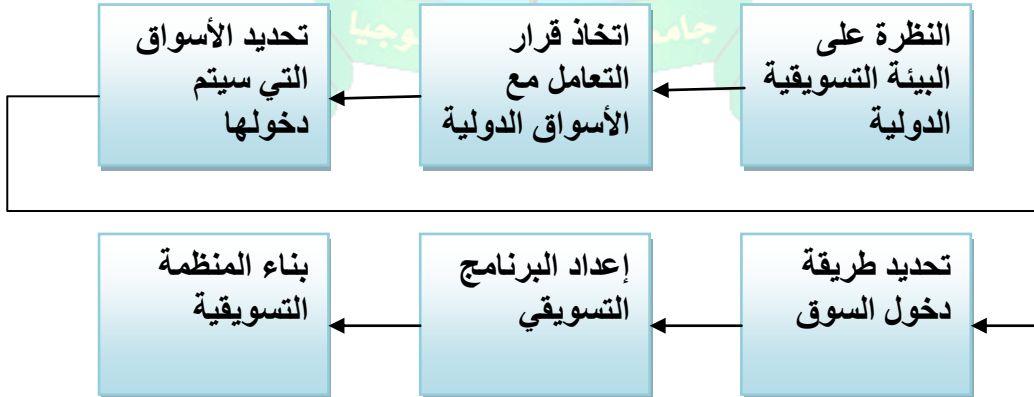 النظرة على
البيئة التسويقية
الدولية
اتخاذ قرار
التعامل مع
الأسواق الدولية
تحديد الأسواق
التي سيتم
دخولها
تحديد طريقة
دخول السوق
إعداد البرنامج
التسويقي
بناء المنظمة
التسويقية